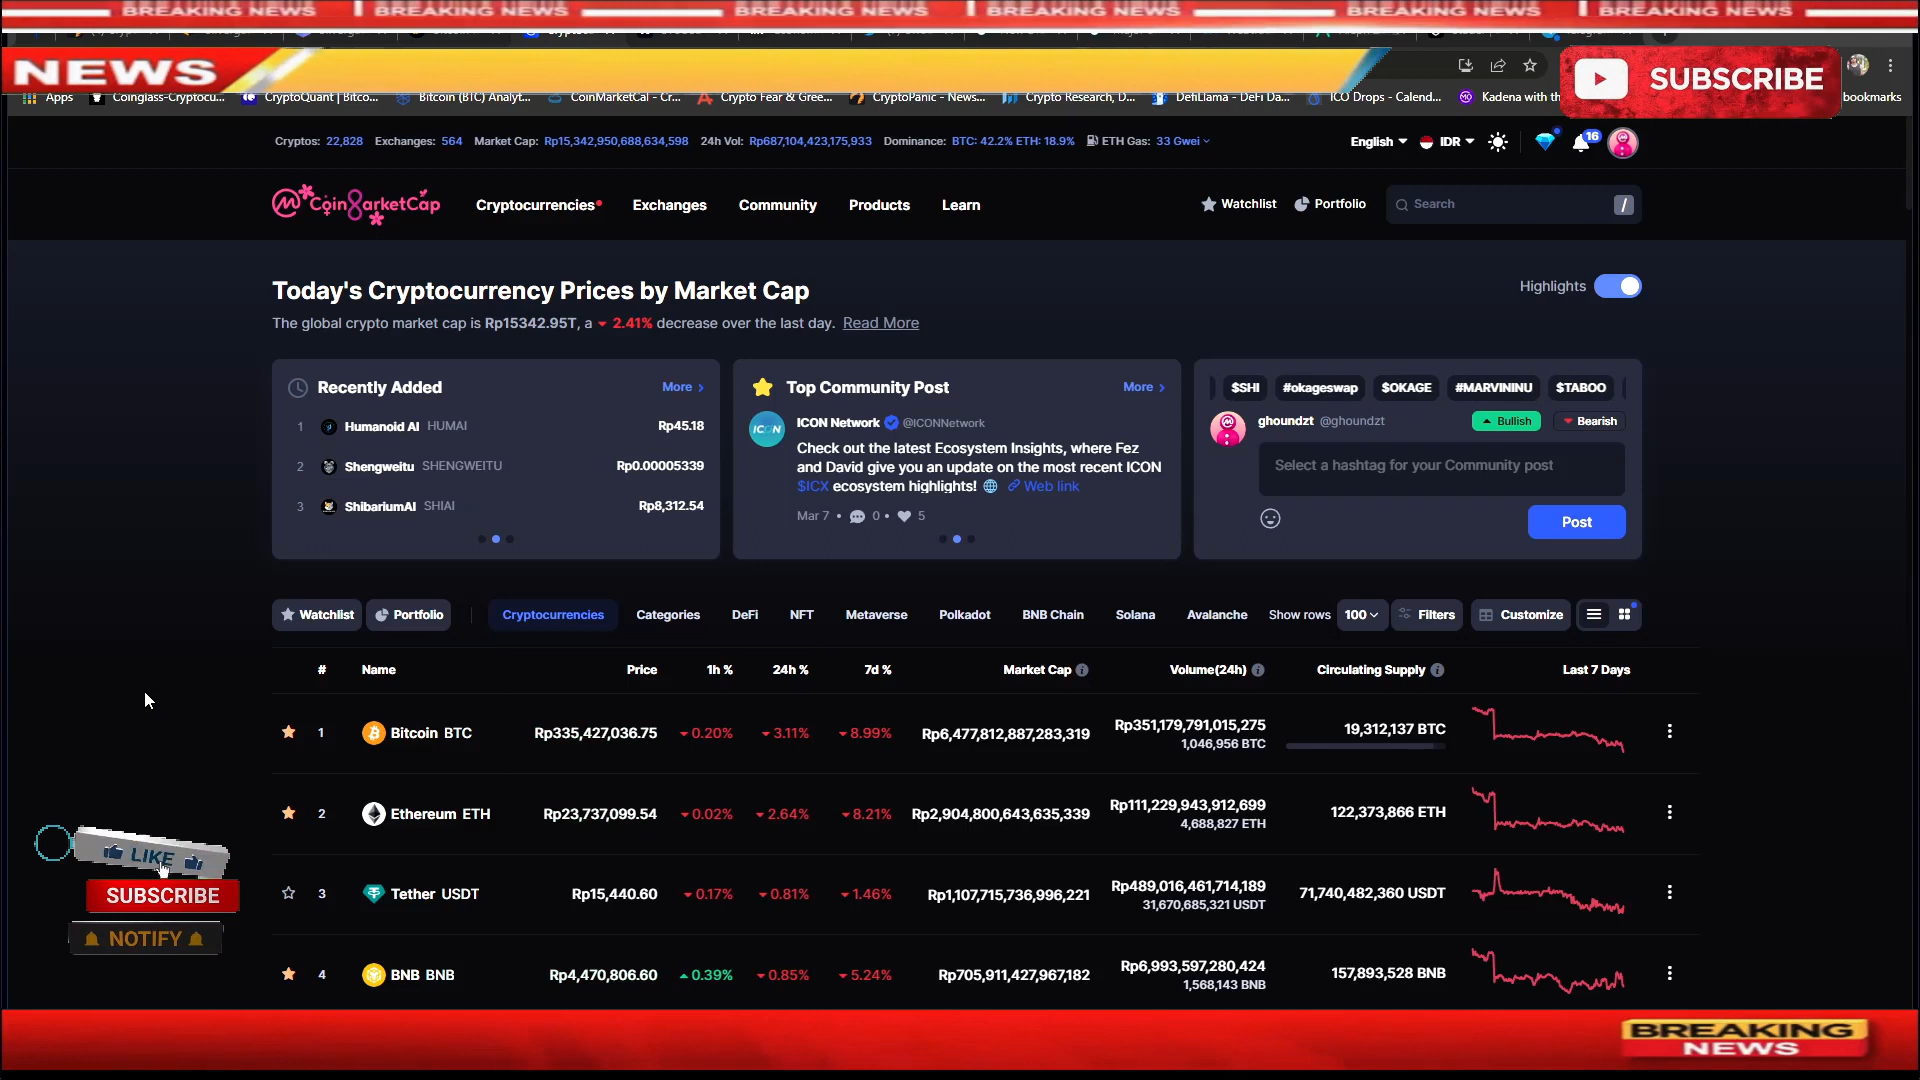 BREAKING NEWS BREAKING NEWS BREAKING NEWS BREAKING NEWS BREAKING NEWS BREAKING NEWS
NEWS
SUBSCRIBE
Apps Coinglass-Cryptocu... CryptoQuant | Bitco... Bitcoin (BTC) Analyt... CoinMarketCal - Cr... Crypto Fear & Gree... CryptoPanic - News... Crypto Research, D... DefiLlama - DeFi Da... ICO Drops - Calend... Kadena with th bookmarks
Cryptos: 22,828 Exchanges: 564 Market Cap: Rp15,342,950,688,634,598 24h Vol: Rp687,104,423,175,933 Dominance: BTC: 42.2% ETH: 18.9% ETH Gas: 33 Gwei
English IDR 16
CoinMarketCap Cryptocurrencies Exchanges Community Products Learn Watchlist Portfolio Search /
Today's Cryptocurrency Prices by Market Cap Highlights
The global crypto market cap is Rp15342.95T, a 2.41% decrease over the last day. Read More
Recently Added More
1 Humanoid AI HUMAI Rp45.18
2 Shengweitu SHENGWEITU Rp0.00005339
3 ShibariumAI SHIAI Rp8,312.54
Top Community Post More
ICON
ICON Network @ICONNetwork
Check out the latest Ecosystem Insights, where Fez
and David give you an update on the most recent ICON
$ICX ecosystem highlights! Web link
Mar 7 • 0 • 5
$SHI #okageswap $OKAGE #MARVININU $TABOO
ghoundzt @ghoundzt Bullish Bearish
Select a hashtag for your Community post
Post
Watchlist Portfolio Cryptocurrencies Categories DeFi NFT Metaverse Polkadot BNB Chain Solana Avalanche Show rows 100 Filters Customize
# Name Price 1h % 24h % 7d % Market Cap Volume(24h) Circulating Supply Last 7 Days
1 Bitcoin BTC Rp335,427,036.75 0.20% 3.11% 8.99% Rp6,477,812,887,283,319 Rp351,179,791,015,275 19,312,137 BTC
1,046,956 BTC
2 Ethereum ETH Rp23,737,099.54 0.02% 2.64% 8.21% Rp2,904,800,643,635,339 Rp111,229,943,912,699 122,373,866 ETH
4,688,827 ETH
3 Tether USDT Rp15,440.60 0.17% 0.81% 1.46% Rp1,107,715,736,996,221 Rp489,016,461,714,189 71,740,482,360 USDT
31,670,685,321 USDT
4 BNB BNB Rp4,470,806.60 0.39% 0.85% 5.24% Rp705,911,427,967,182 Rp6,993,597,280,424 157,893,528 BNB
1,568,143 BNB
LIKE
SUBSCRIBE
NOTIFY
BREAKING
NEWS